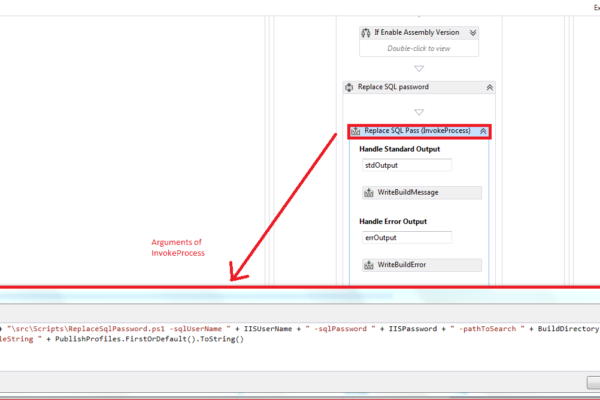 Ex
If Enable Assembly Version
Double-click to view
Replace SQL password
Replace SQL Pass (InvokeProcess)
Handle Standard Output
stdOutput
WriteBuildMessage
Handle Error Output
errOutput
WriteBuildError
Arguments of
InvokeProcess
+ "\src\Scripts\ReplaceSqlPassword.ps1 -sqlUserName " + IISUserName + " -sqlPassword " + IISPassword + " -pathToSearch " + BuildDirectory
leString " + PublishProfiles.FirstOrDefault().ToString()